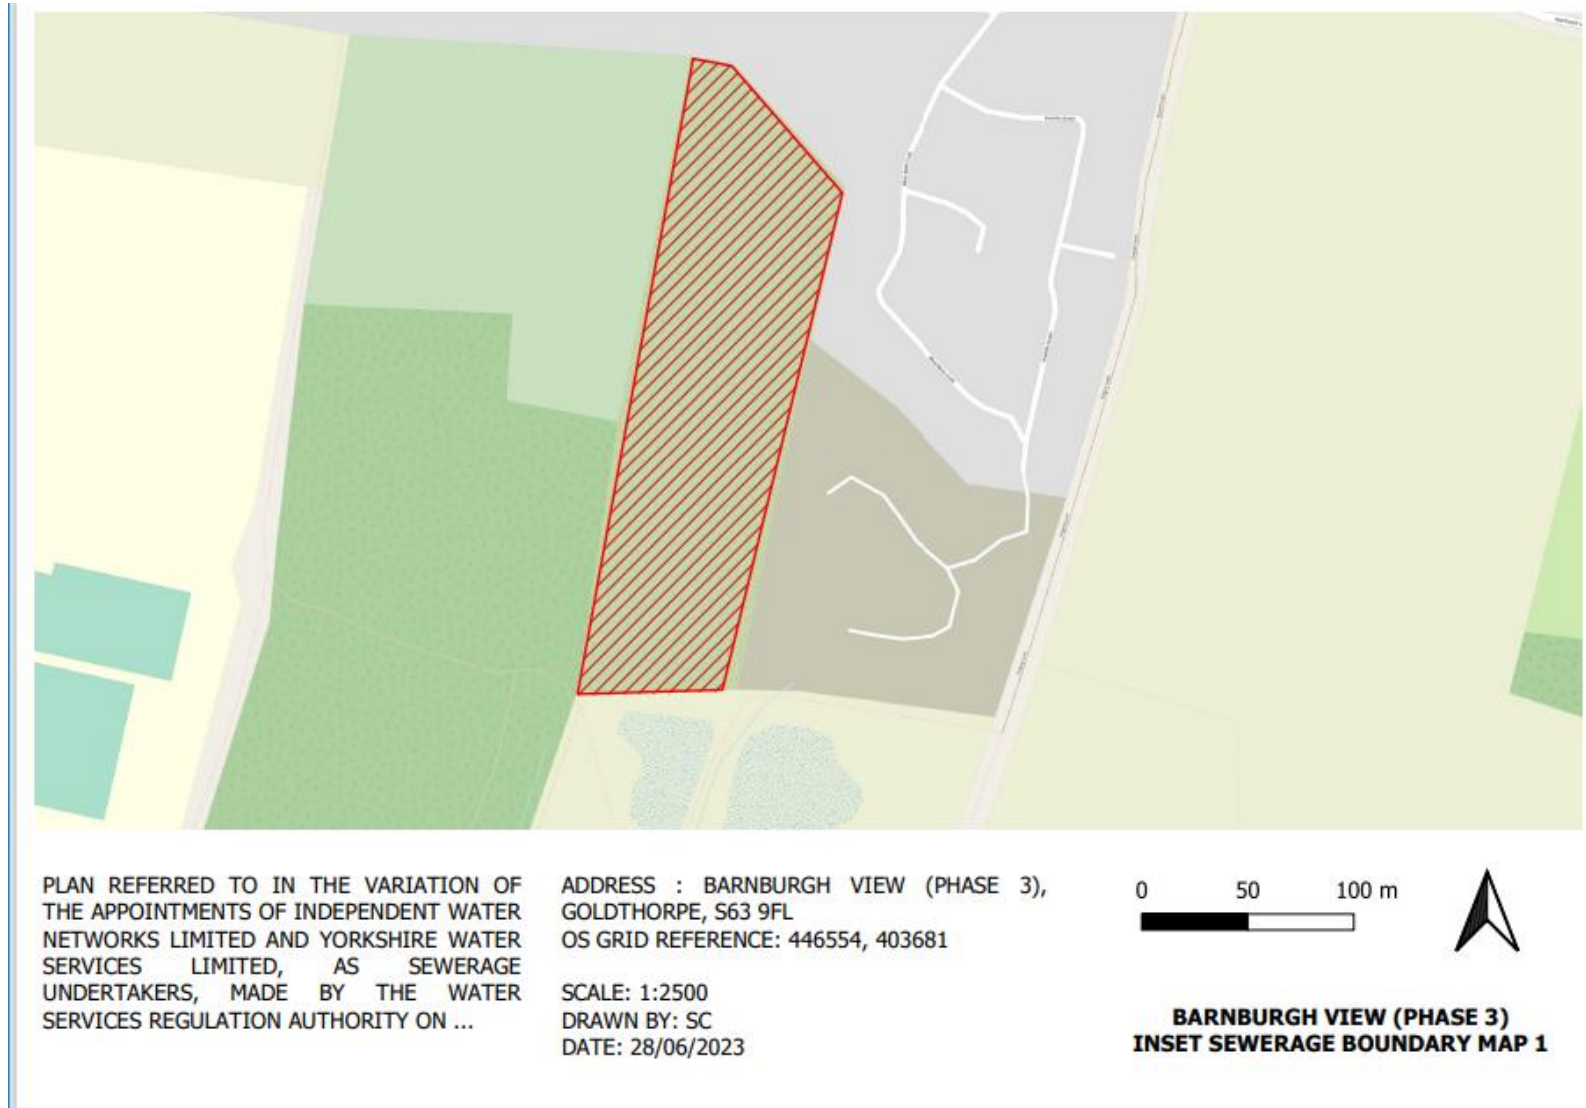 PLAN REFERRED TO IN THE VARIATION OF
THE APPOINTMENTS OF INDEPENDENT WATER
NETWORKS LIMITED AND YORKSHIRE WATER
SERVICES LIMITED, AS SEWERAGE
UNDERTAKERS, MADE BY THE WATER
SERVICES REGULATION AUTHORITY ON ...
ADDRESS : BARNBURGH VIEW (PHASE 3),
GOLDTHORPE, S63 9FL
OS GRID REFERENCE: 446554, 403681
SCALE: 1:2500
DRAWN BY: SC
DATE: 28/06/2023
0 50 100 m
BARNBURGH VIEW (PHASE 3)
INSET SEWERAGE BOUNDARY MAP 1